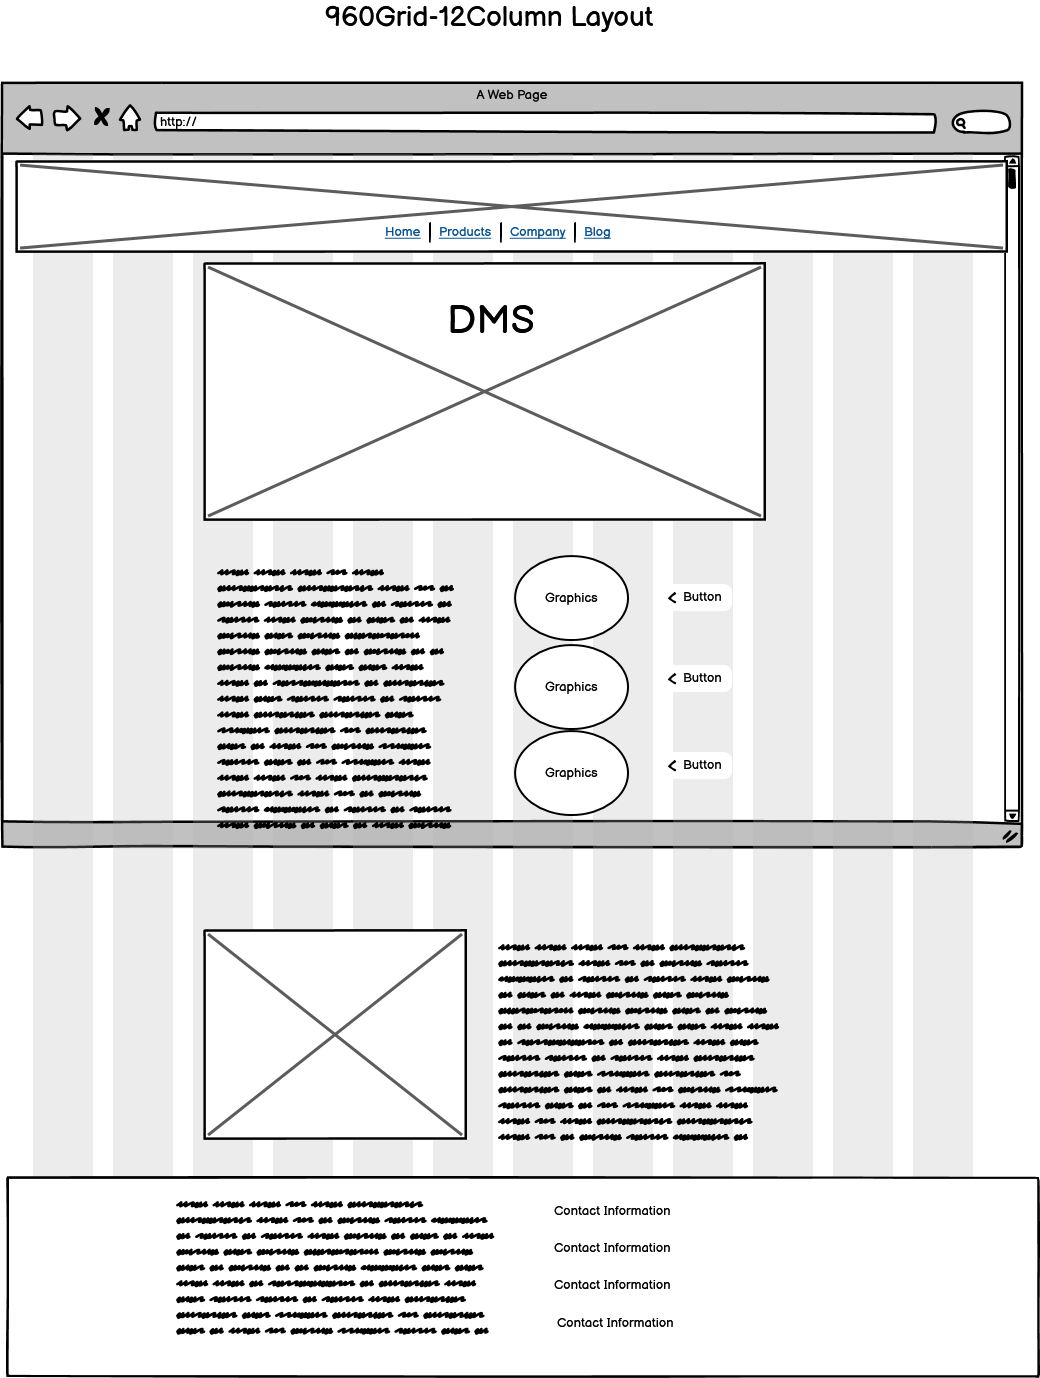 960Grid-12Column Layout
A Web Page
http://
Home | Products | Company | Blog
DMS
Graphics
< Button
Graphics
< Button
Graphics
< Button
Contact Information
Contact Information
Contact Information
Contact Information